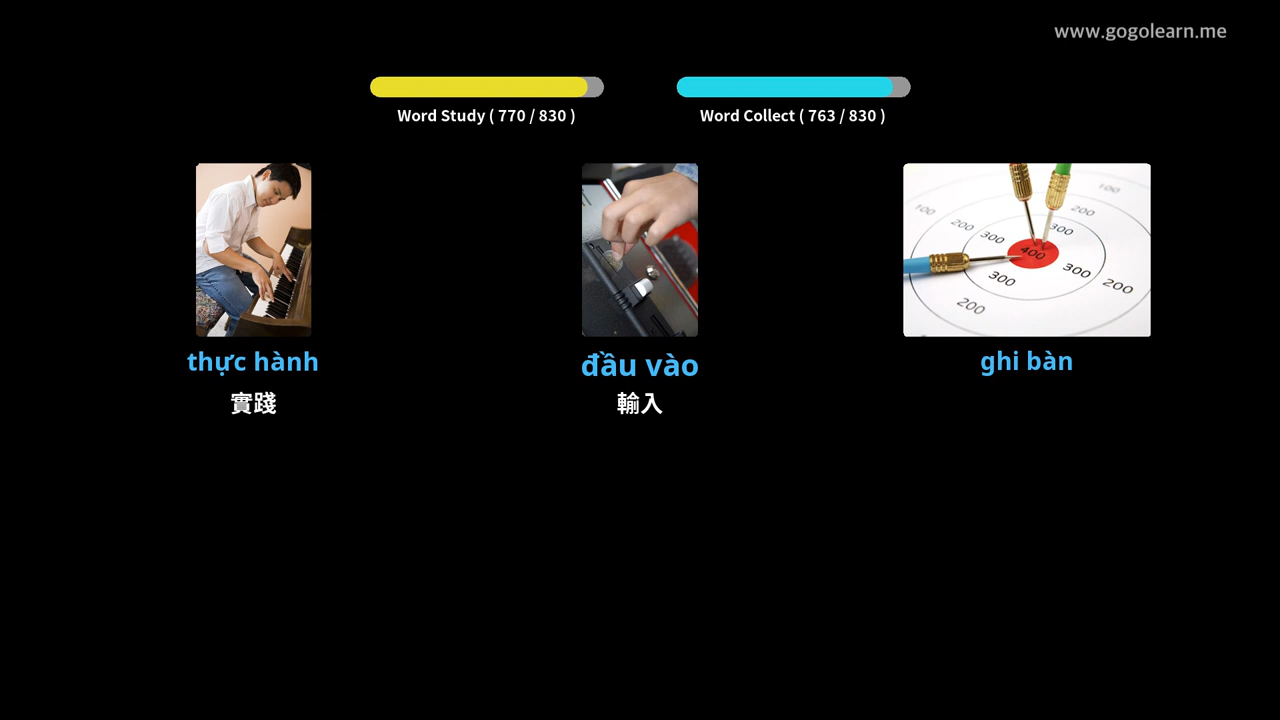 www.gogolearn.me
Word Study ( 770 / 830 )
Word Collect ( 763 / 830 )
100
100
200
200
300
300
400
300
300
200
200
thực hành
đầu vào
ghi bàn
實踐
輸入